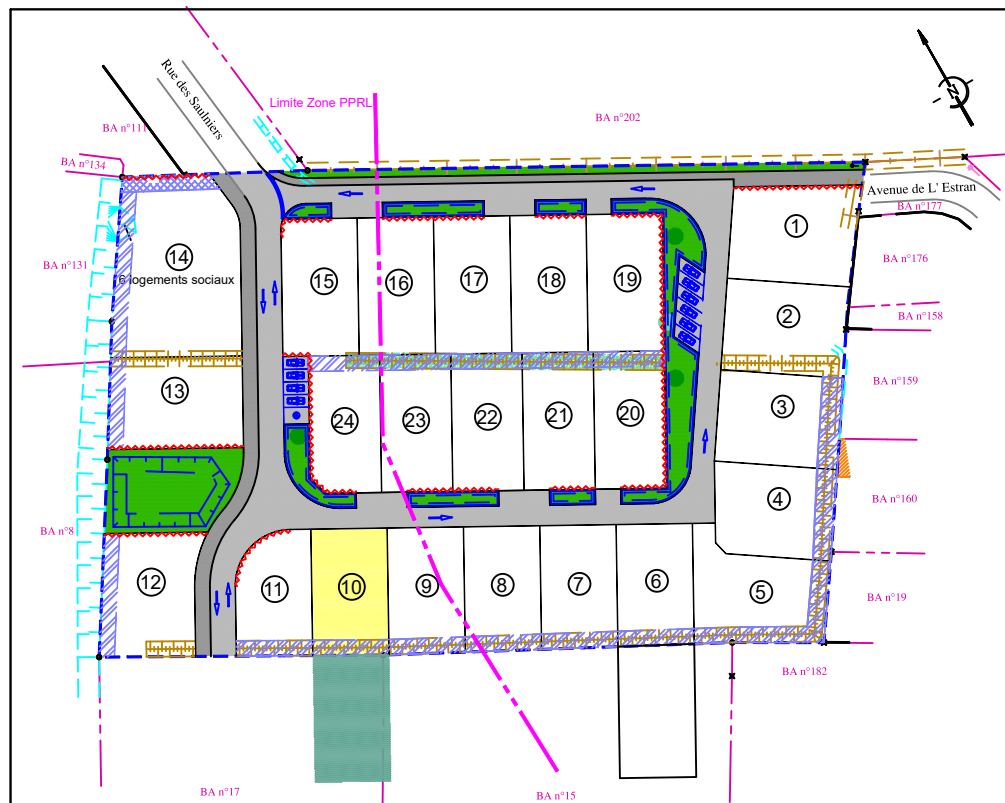 Rue des Saulniers
Limite Zone PPRL
N
BA n°111
BA n°202
BA n°134
Avenue de L' Estran
BA n°177
1
14
6 logements sociaux
BA n°131
15
16
17
18
19
BA n°176
2
BA n°158
13
24
23
22
21
20
3
BA n°159
4
BA n°160
BA n°8
12
11
10
9
8
7
6
5
BA n°19
BA n°182
BA n°17
BA n°15